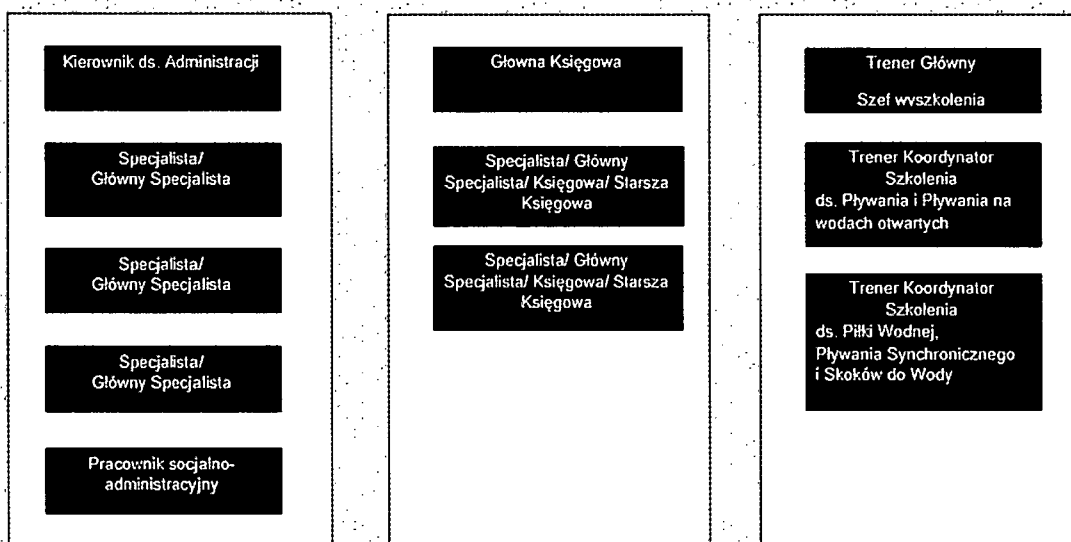 Kierownik ds. Administracji
Specjalista/
Główny Specjalista
Specjalista/
Główny Specjalista
Specjalista/
Główny Specjalista
Pracownik socjalno-
administracyjny
Głowna Księgowa
Specjalista/ Główny
Specjalista/ Księgowa/ Starsza
Księgowa
Specjalista/ Główny
Specjalista/ Księgowa/ Starsza
Księgowa
Trener Główny
Szef wyszkolenia
Trener Koordynator
Szkolenia
ds. Pływania i Pływania na
wodach otwartych
Trener Koordynator
Szkolenia
ds. Piłki Wodnej,
Pływania Synchronicznego
i Skoków do Wody